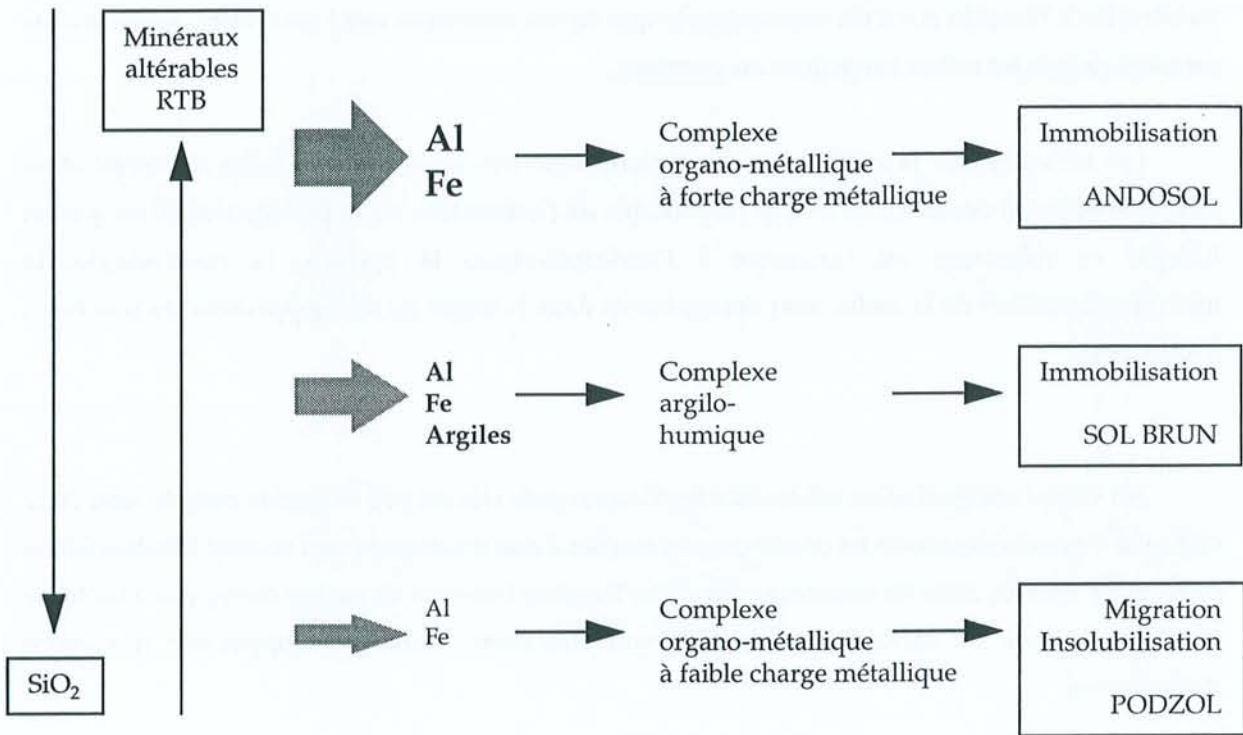 Minéraux
altérables
RTB
Al
Fe
Complexe
organo-métallique
à forte charge métallique
Immobilisation
ANDOSOL
Al
Fe
Argiles
Complexe
argilo-
humique
Immobilisation
SOL BRUN
Al
Fe
Complexe
organo-métallique
à faible charge métallique
Migration
Insolubilisation
PODZOL
SiO₂